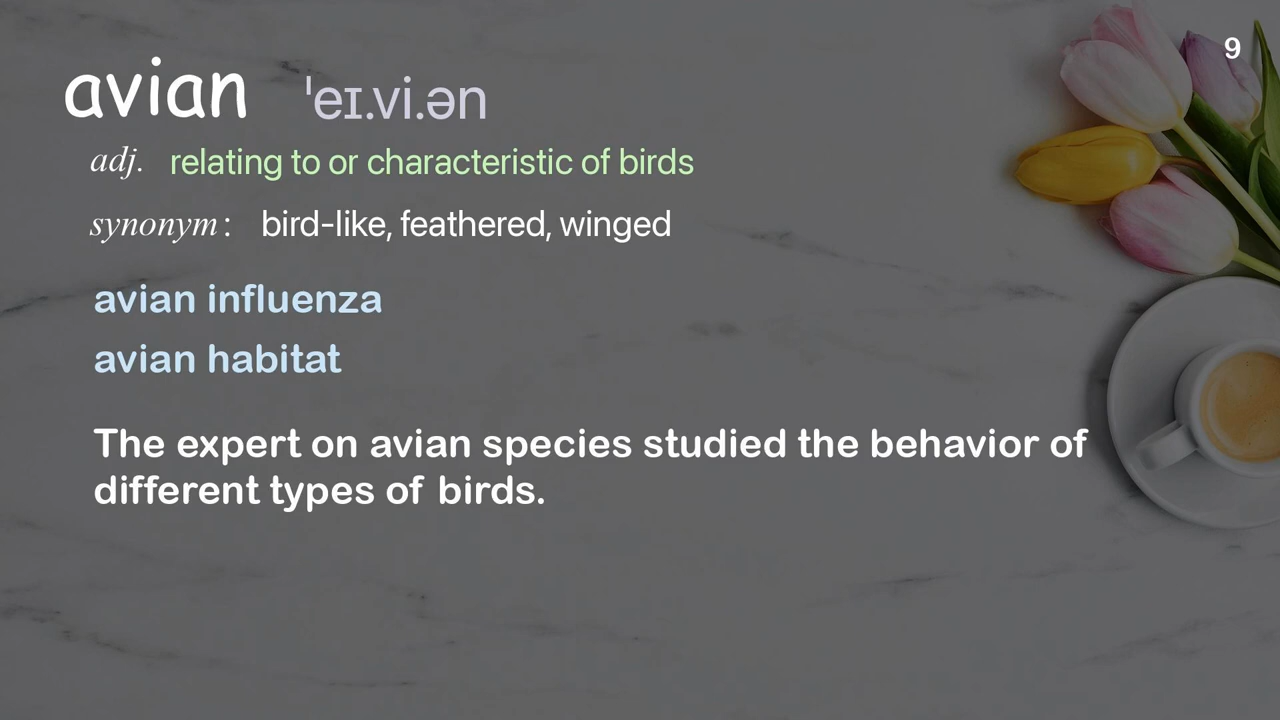 9
avian ˈeɪ.vi.ən
adj. relating to or characteristic of birds
synonym: bird-like, feathered, winged
avian influenza
avian habitat
The expert on avian species studied the behavior of
different types of birds.